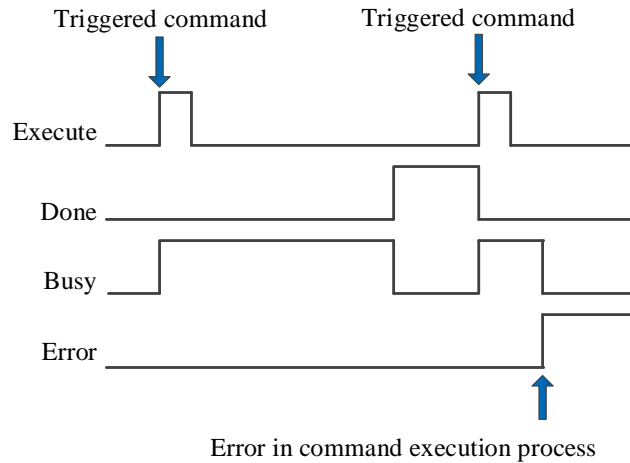 Triggered command Triggered command
Execute
Done
Busy
Error
Error in command execution process